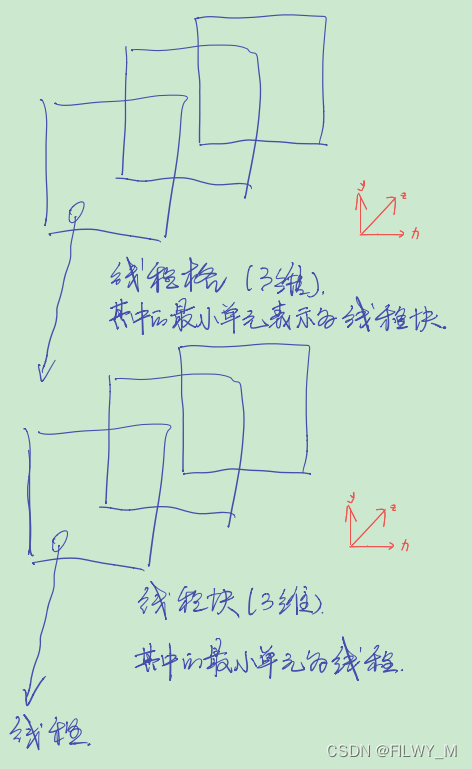 y
z
n
线程格（3维）.
其中的最小单元表示为线程块.
y
z
n
线程块（3维）.
其中的最小单元为线程.
线程.
CSDN @FILWY_M